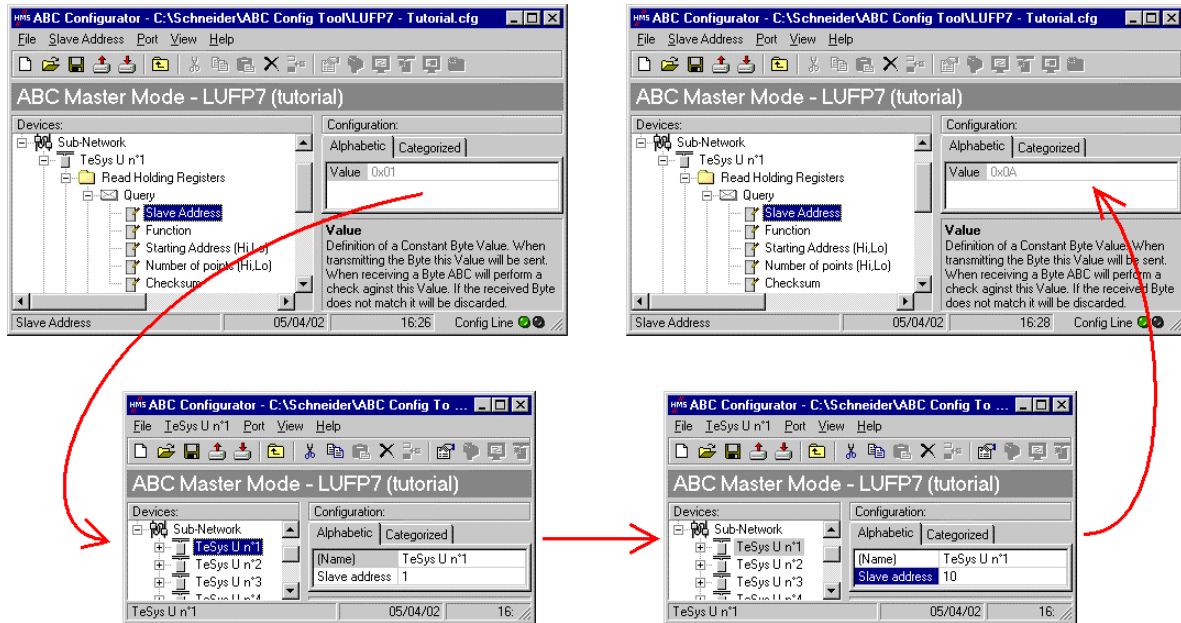 HMS ABC Configurator - C:\Schneider\ABC Config Tool\LUFP7 - Tutorial.cfg
File Slave Address Port View Help
ABC Master Mode - LUFP7 (tutorial)
Devices:
Sub-Network
TeSys U n°1
Read Holding Registers
Query
Slave Address
Function
Starting Address (Hi,Lo)
Number of points (Hi,Lo)
Checksum
Configuration:
Alphabetic Categorized
Value 0x01
Value
Definition of a Constant Byte Value. When
transmitting the Byte this Value will be sent.
When receiving a Byte ABC will perform a
check aginst this Value. If the received Byte
does not match it will be discarded.
Slave Address 05/04/02 16:26 Config Line
HMS ABC Configurator - C:\Schneider\ABC Config Tool\LUFP7 - Tutorial.cfg
File Slave Address Port View Help
ABC Master Mode - LUFP7 (tutorial)
Devices:
Sub-Network
TeSys U n°1
Read Holding Registers
Query
Slave Address
Function
Starting Address (Hi,Lo)
Number of points (Hi,Lo)
Checksum
Configuration:
Alphabetic Categorized
Value 0x0A
Value
Definition of a Constant Byte Value. When
transmitting the Byte this Value will be sent.
When receiving a Byte ABC will perform a
check aginst this Value. If the received Byte
does not match it will be discarded.
Slave Address 05/04/02 16:28 Config Line
HMS ABC Configurator - C:\Schneider\ABC Config To ...
File TeSys U n°1 Port View Help
ABC Master Mode - LUFP7 (tutorial)
Devices:
Sub-Network
TeSys U n°1
TeSys U n°2
TeSys U n°3
TeSys U n°4
Configuration:
Alphabetic Categorized
(Name) TeSys U n°1
Slave address 1
TeSys U n°1 05/04/02 16:
HMS ABC Configurator - C:\Schneider\ABC Config To ...
File TeSys U n°1 Port View Help
ABC Master Mode - LUFP7 (tutorial)
Devices:
Sub-Network
TeSys U n°1
TeSys U n°2
TeSys U n°3
TeSys U n°4
Configuration:
Alphabetic Categorized
(Name) TeSys U n°1
Slave address 10
TeSys U n°1 05/04/02 16: